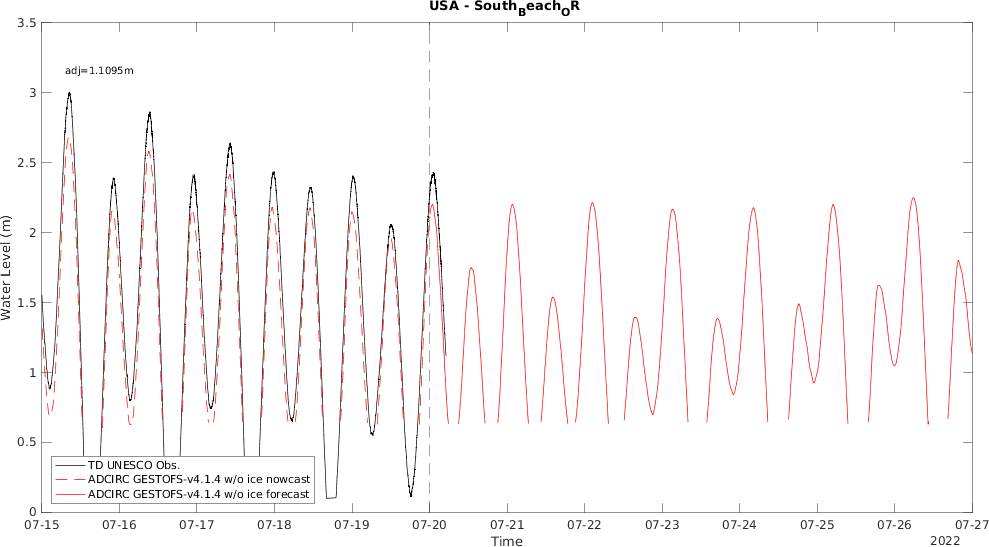 USA - SouthBeachOR
3.5
adj=1.1095m
3
2.5
2
1.5
1
0.5
0
Water Level (m)
TD UNESCO Obs.
ADCIRC GESTOFS-v4.1.4 w/o ice nowcast
ADCIRC GESTOFS-v4.1.4 w/o ice forecast
07-15 07-16 07-17 07-18 07-19 07-20 07-21 07-22 07-23 07-24 07-25 07-26 07-27
Time
2022